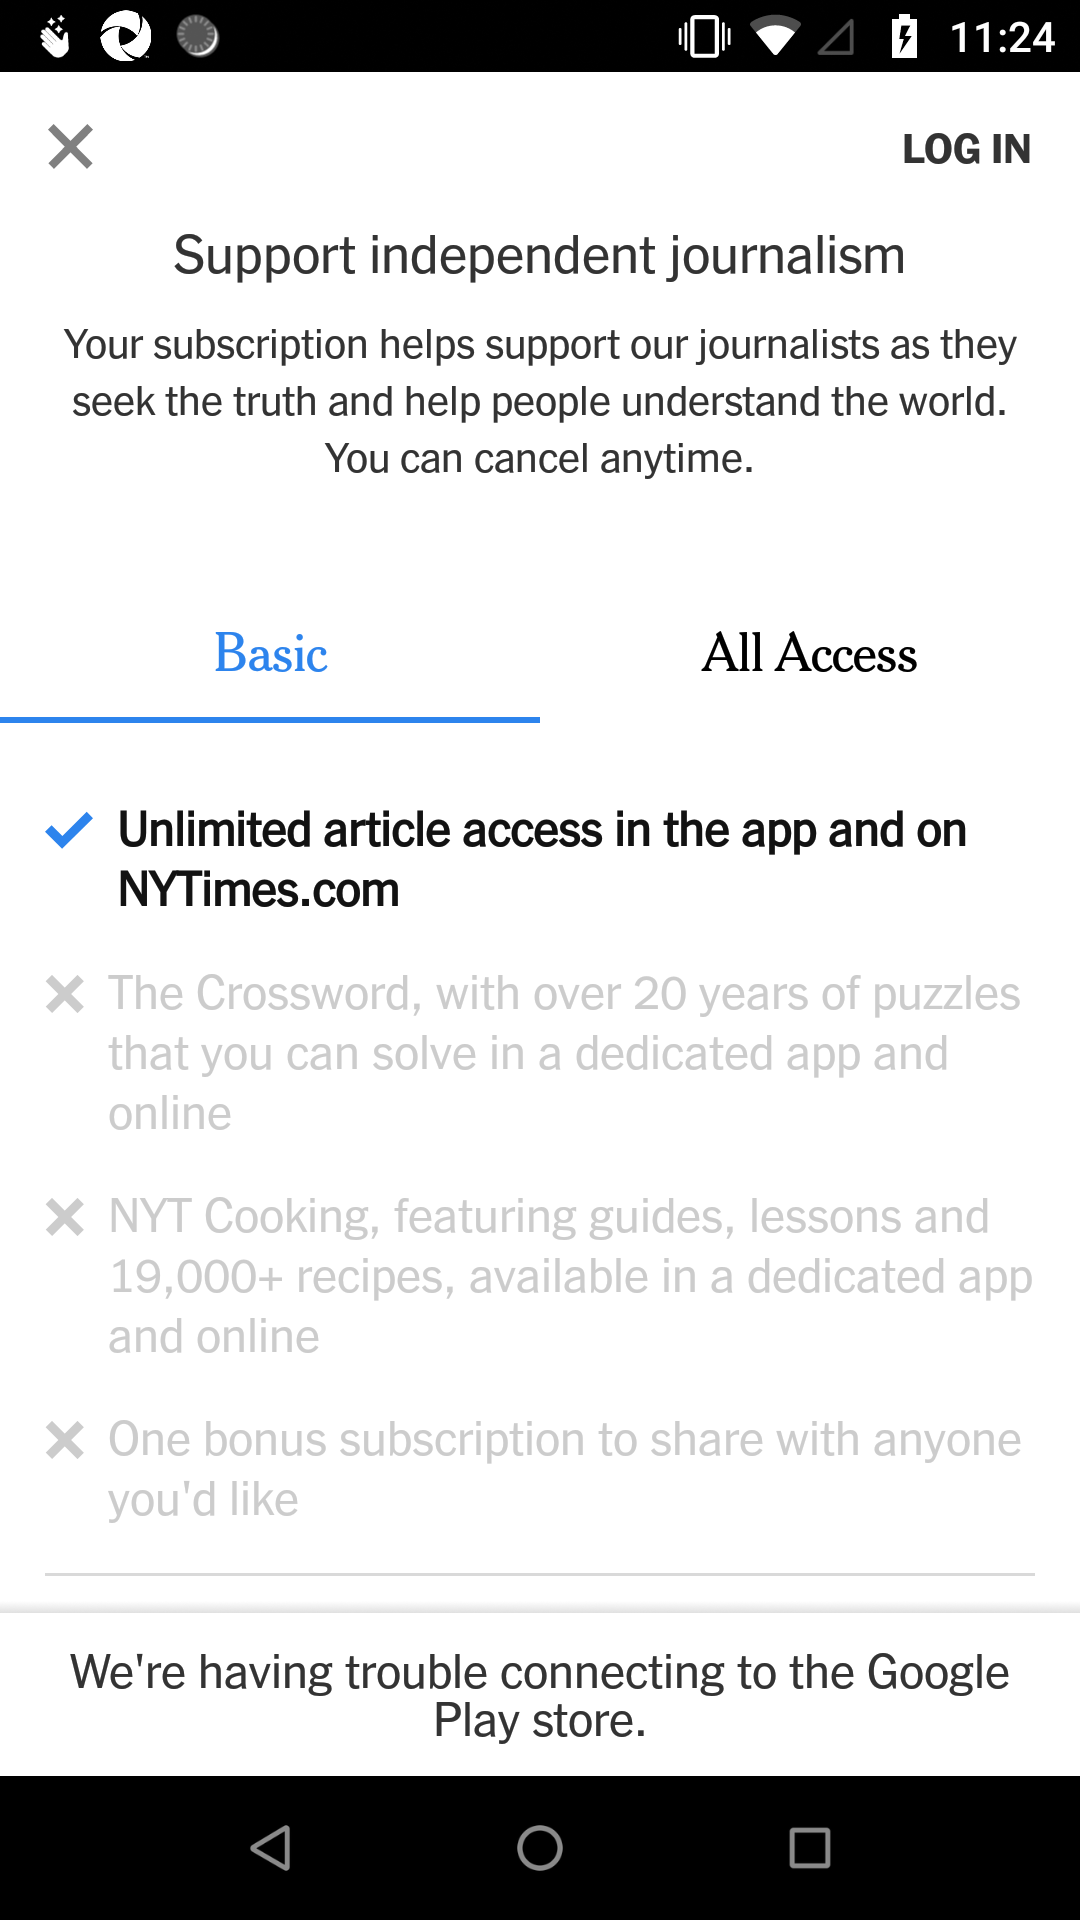 11:24
LOG IN
Support independent journalism
Your subscription helps support our journalists as they
seek the truth and help people understand the world.
You can cancel anytime.
Basic
All Access
Unlimited article access in the app and on
NYTimes.com
The Crossword, with over 20 years of puzzles
that you can solve in a dedicated app and
online
NYT Cooking, featuring guides, lessons and
19,000+ recipes, available in a dedicated app
and online
One bonus subscription to share with anyone
you'd like
We're having trouble connecting to the Google
Play store.